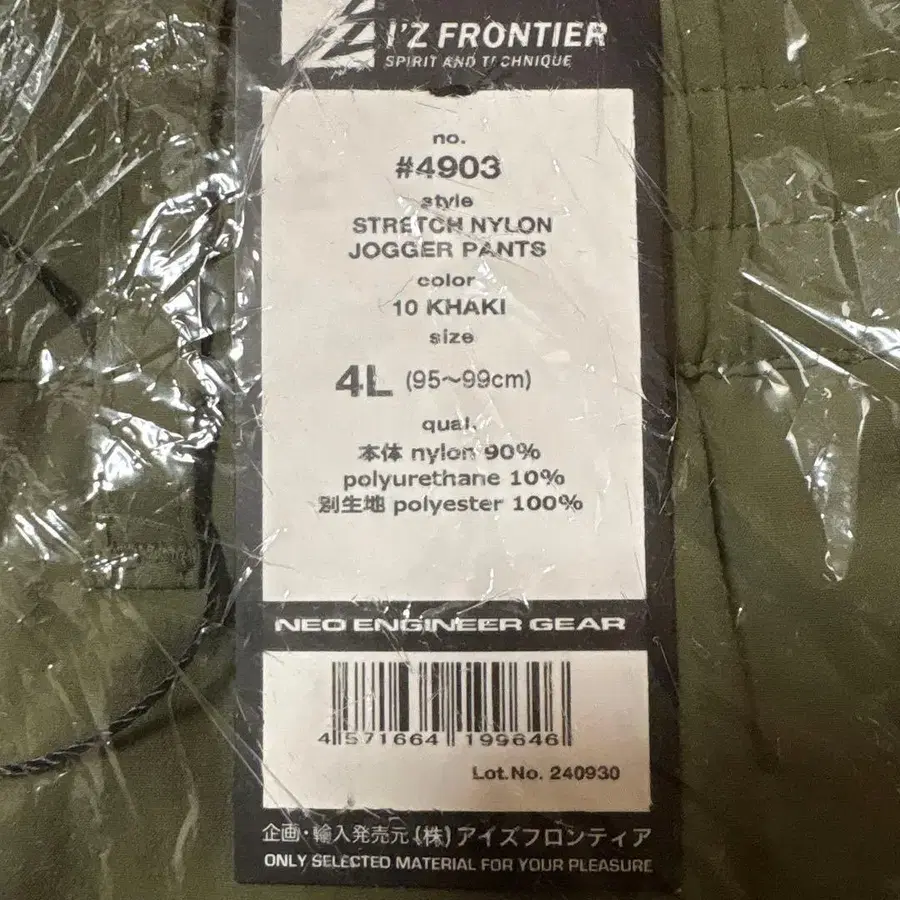 I'Z FRONTIER
SPIRIT AND TECHNIQUE
no.
#4903
style
STRETCH NYLON
JOGGER PANTS
color
10 KHAKI
size
4L (95～99cm)
qual.
本体 nylon 90%
polyurethane 10%
別生地 polyester 100%
NEO ENGINEER GEAR
4 571664 199646
Lot.No. 240930
企画・輸入発売元 (株) アイズフロンティア
ONLY SELECTED MATERIAL FOR YOUR PLEASURE